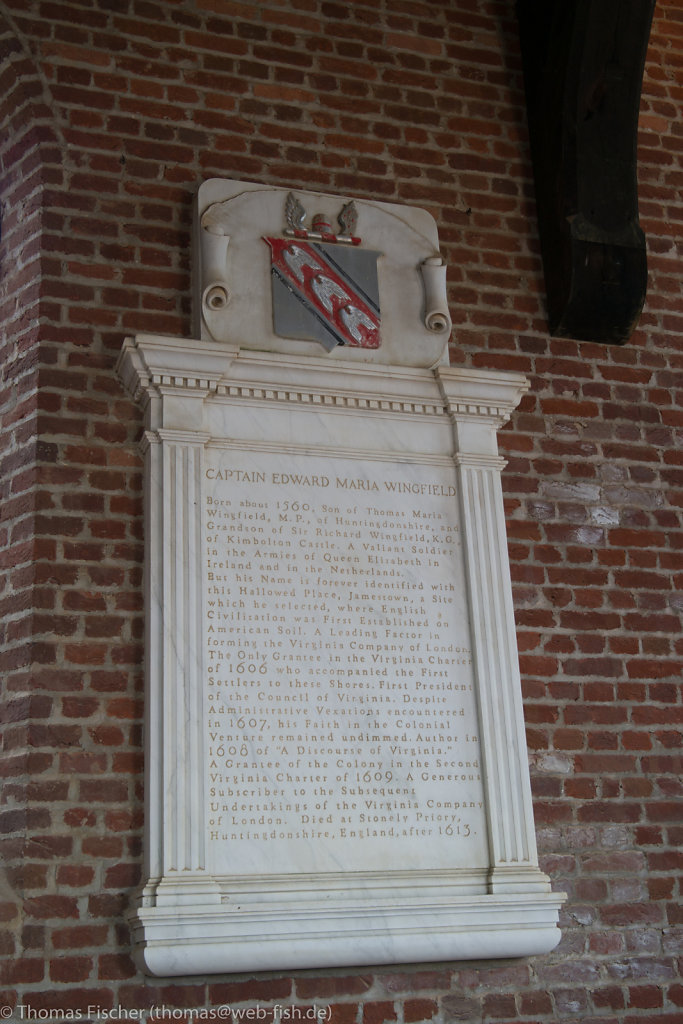 CAPTAIN EDWARD MARIA WINGFIELD
Born about 1560, Son of Thomas Maria
Wingfield, M.P., of Huntingdonshire, and
Grandson of Sir Richard Wingfield, K.G.,
of Kimbolton Castle. A Valiant Soldier
in the Armies of Queen Elizabeth in
Ireland and in the Netherlands.
But his Name is forever identified with
this Hallowed Place, Jamestown, a Site
which he selected, where English
Civilisation was First Established on
American Soil. A Leading Factor in
forming the Virginia Company of London.
The Only Grantee in the Virginia Charter
of 1606 who accompanied the First
Settlers to these Shores. First President
of the Council of Virginia. Despite
Administrative Vexations encountered
in 1607, his Faith in the Colonial
Venture remained undimmed. Author in
1608 of "A Discourse of Virginia."
A Grantee of the Colony in the Second
Virginia Charter of 1609. A Generous
Subscriber to the Subsequent
Undertakings of the Virginia Company
of London. Died at Stonely Priory,
Huntingdonshire, England, after 1613.
© Thomas Fischer (thomas@web-fish.de)